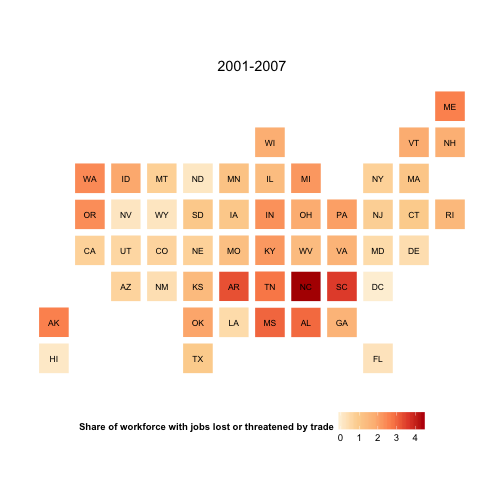 2001-2007
ME
WI VT NH
WA ID MT ND MN IL MI NY MA
OR NV WY SD IA IN OH PA NJ CT RI
CA UT CO NE MO KY WV VA MD DE
AZ NM KS AR TN NC SC DC
AK OK LA MS AL GA
HI TX FL
Share of workforce with jobs lost or threatened by trade
0 1 2 3 4